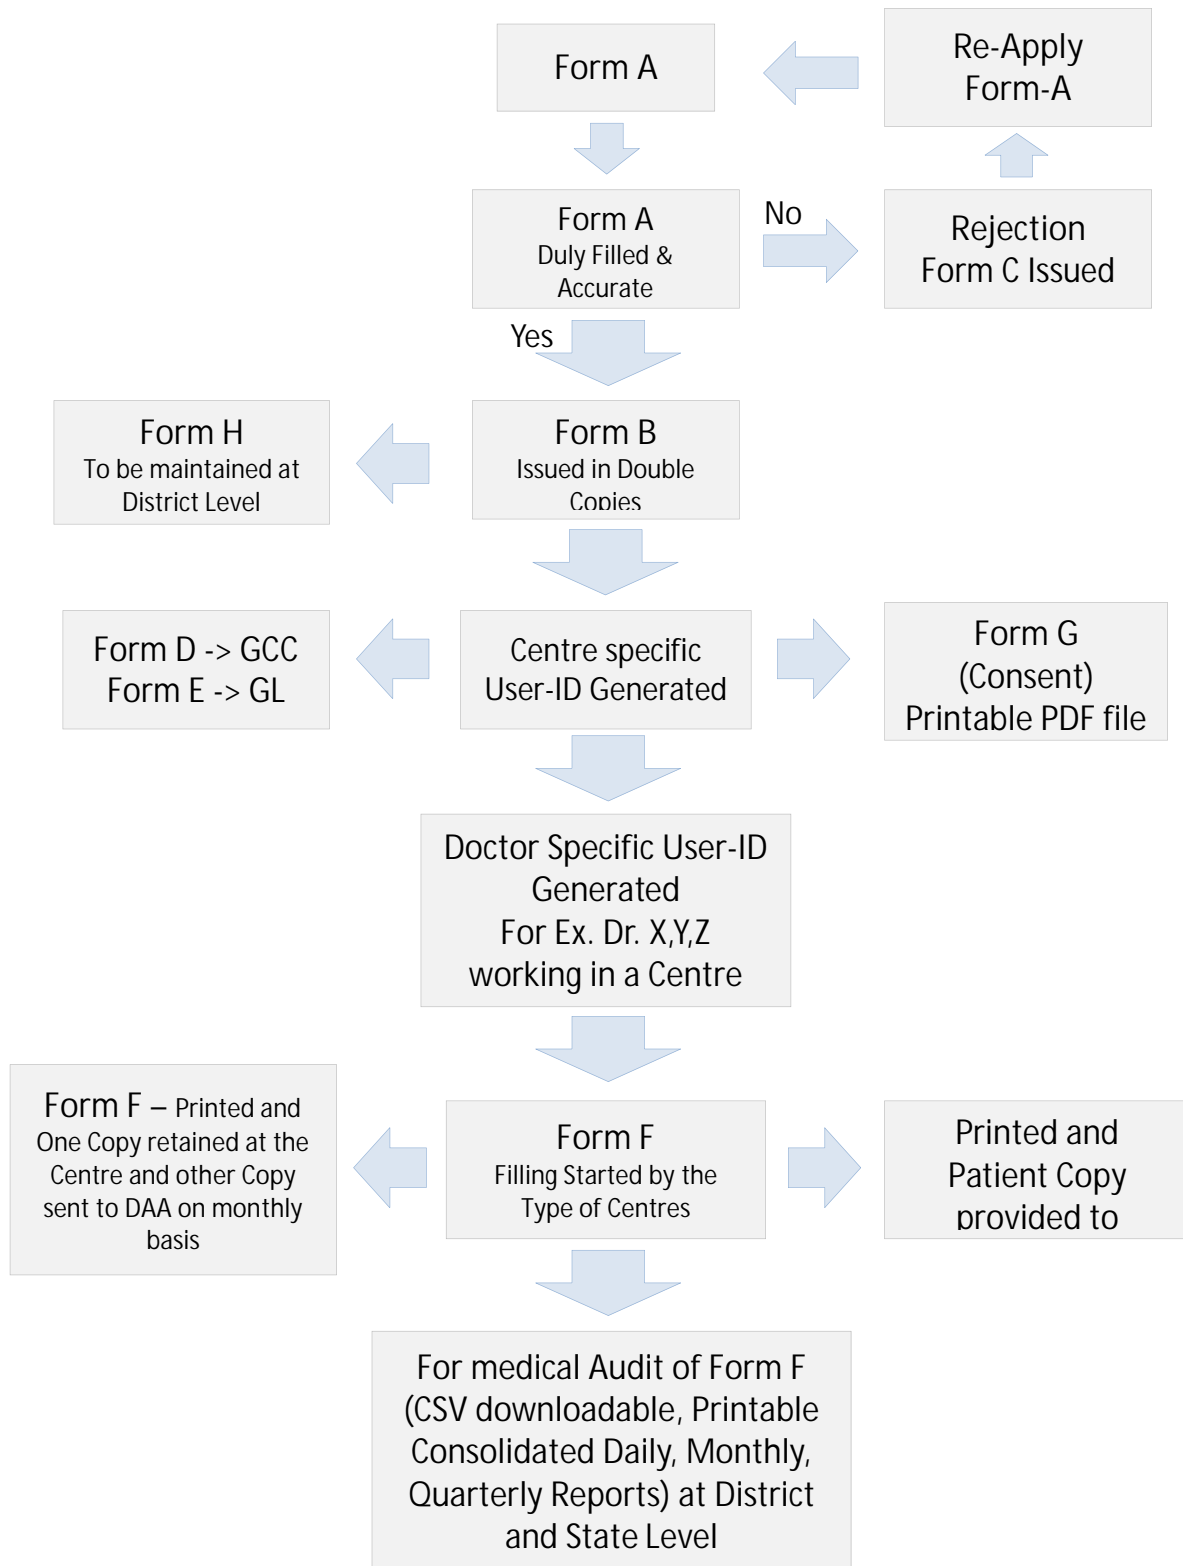 Form A
Re-Apply
Form-A
Form A
Duly Filled &
Accurate
No
Rejection
Form C Issued
Yes
Form H
To be maintained at
District Level
Form B
Issued in Double
Copies
Form D -> GCC
Form E -> GL
Centre specific
User-ID Generated
Form G
(Consent)
Printable PDF file
Doctor Specific User-ID
Generated
For Ex. Dr. X,Y,Z
working in a Centre
Form F – Printed and
One Copy retained at the
Centre and other Copy
sent to DAA on monthly
basis
Form F
Filling Started by the
Type of Centres
Printed and
Patient Copy
provided to
For medical Audit of Form F
(CSV downloadable, Printable
Consolidated Daily, Monthly,
Quarterly Reports) at District
and State Level